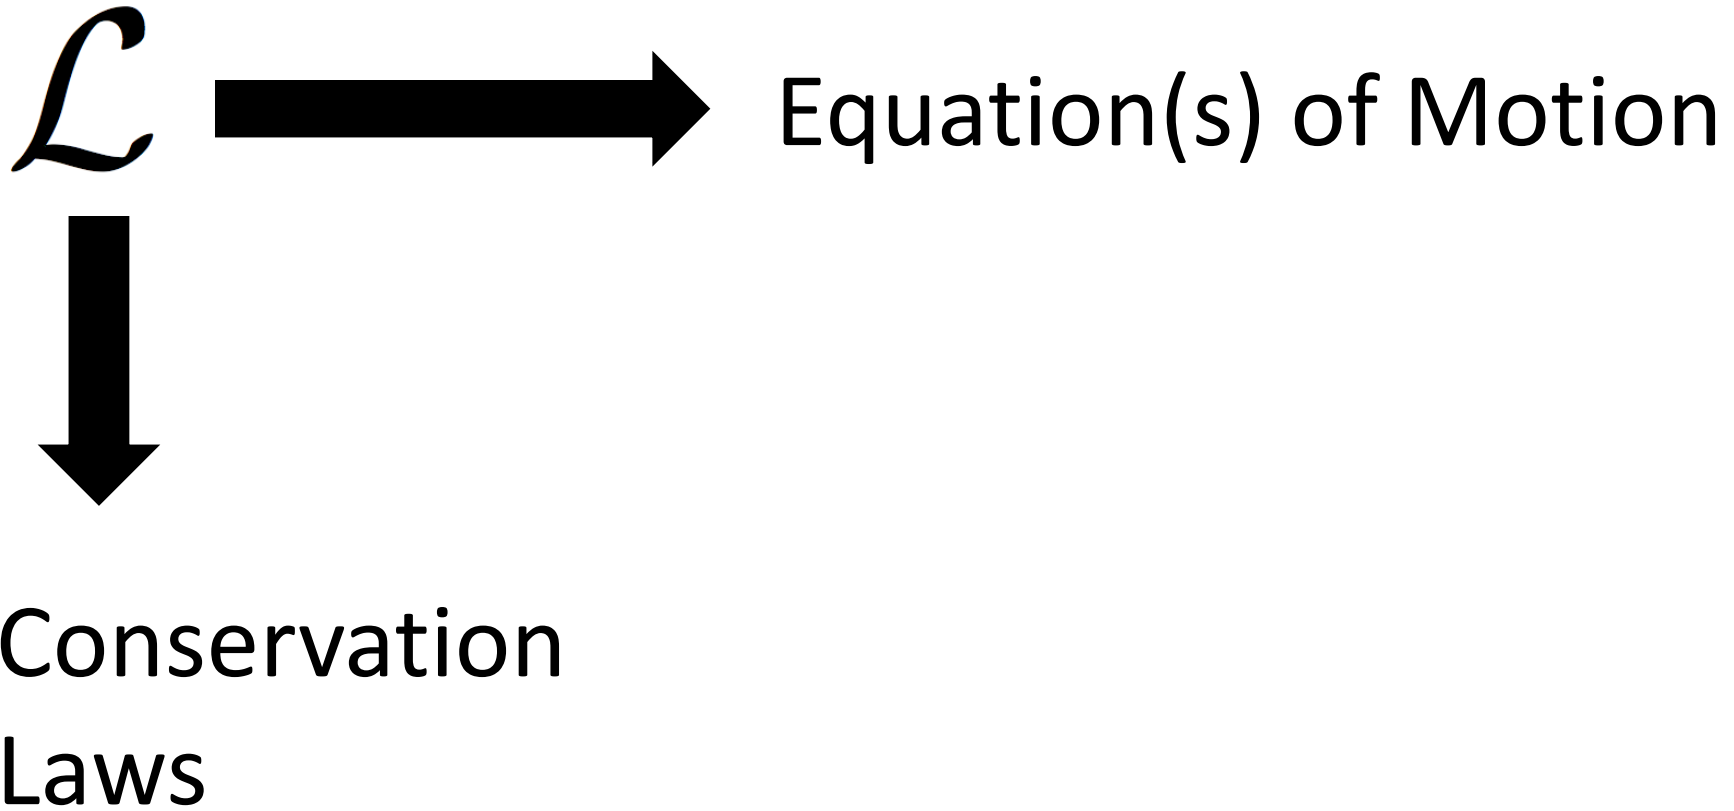 ℒ
Equation(s) of Motion
Conservation
Laws